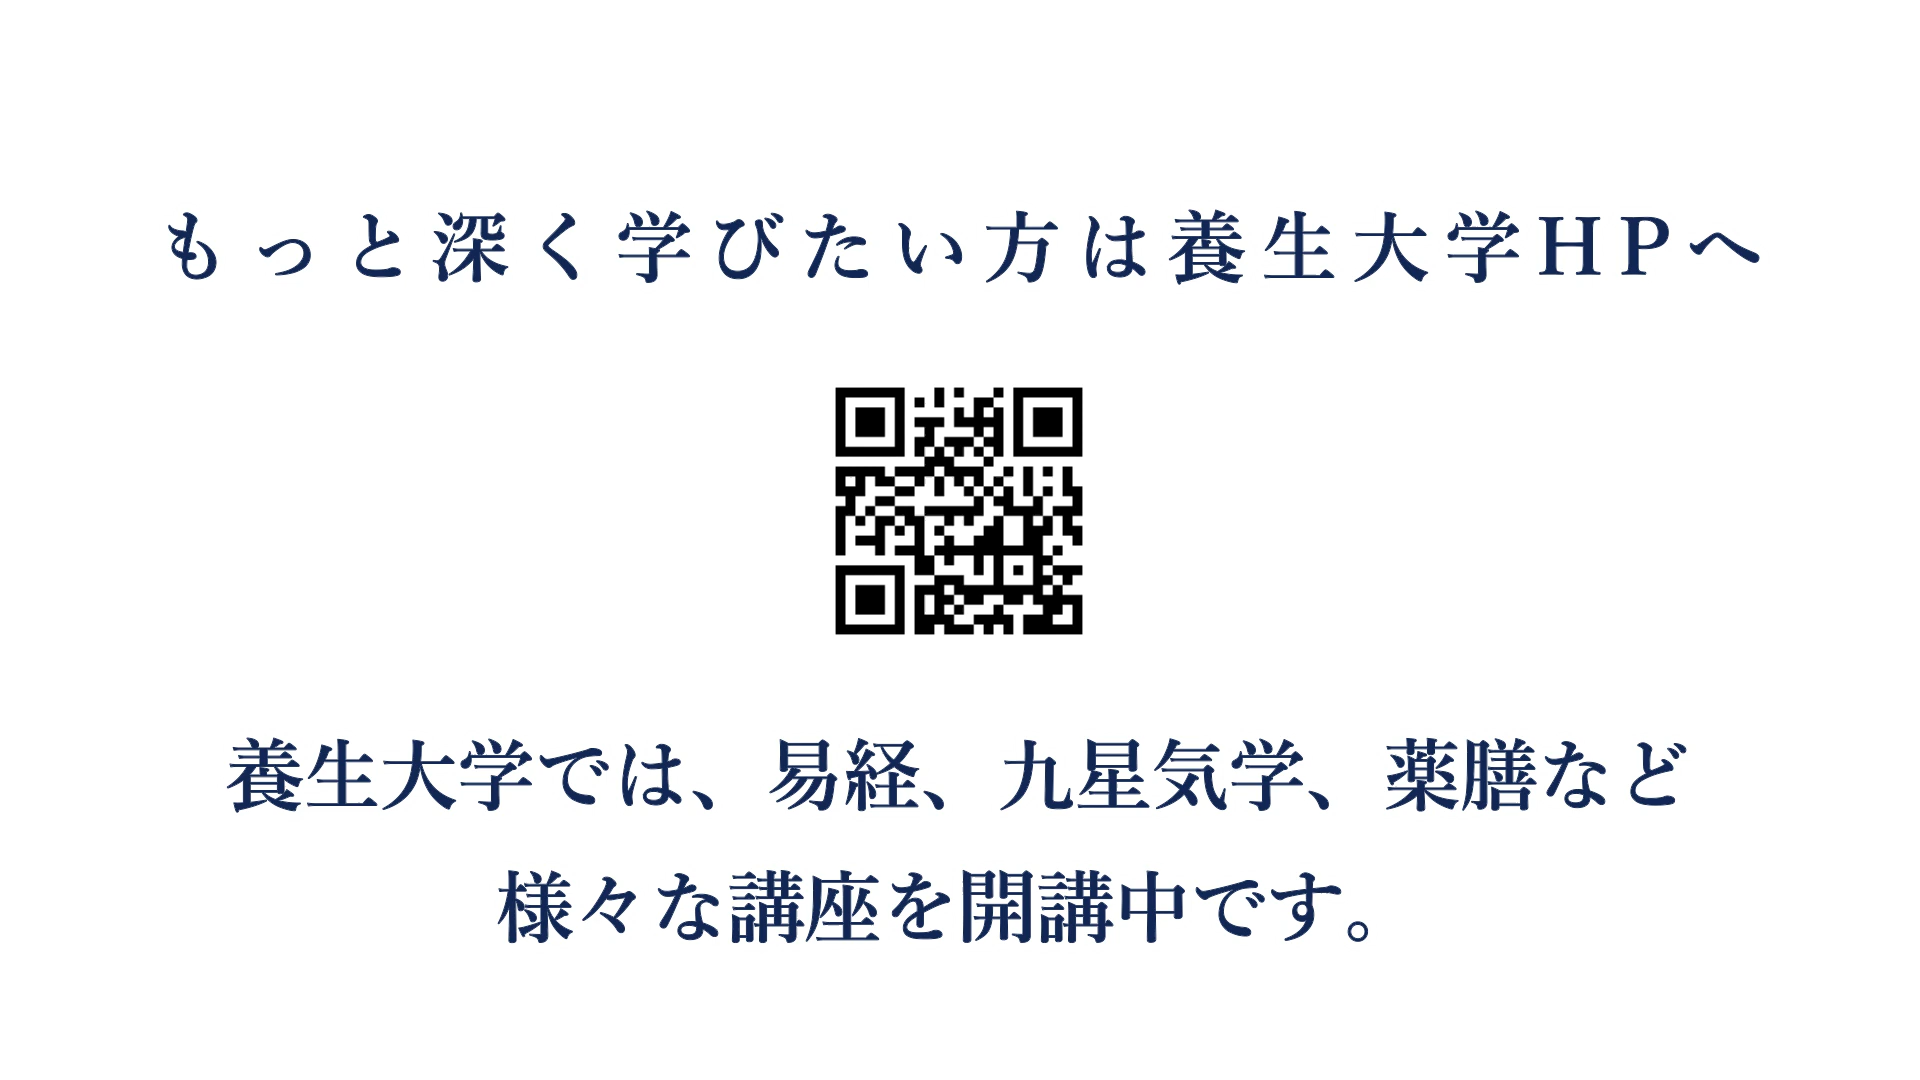 もっと深く学びたい方は養生大学HPへ
養生大学では、易経、九星気学、薬膳など
様々な講座を開講中です。